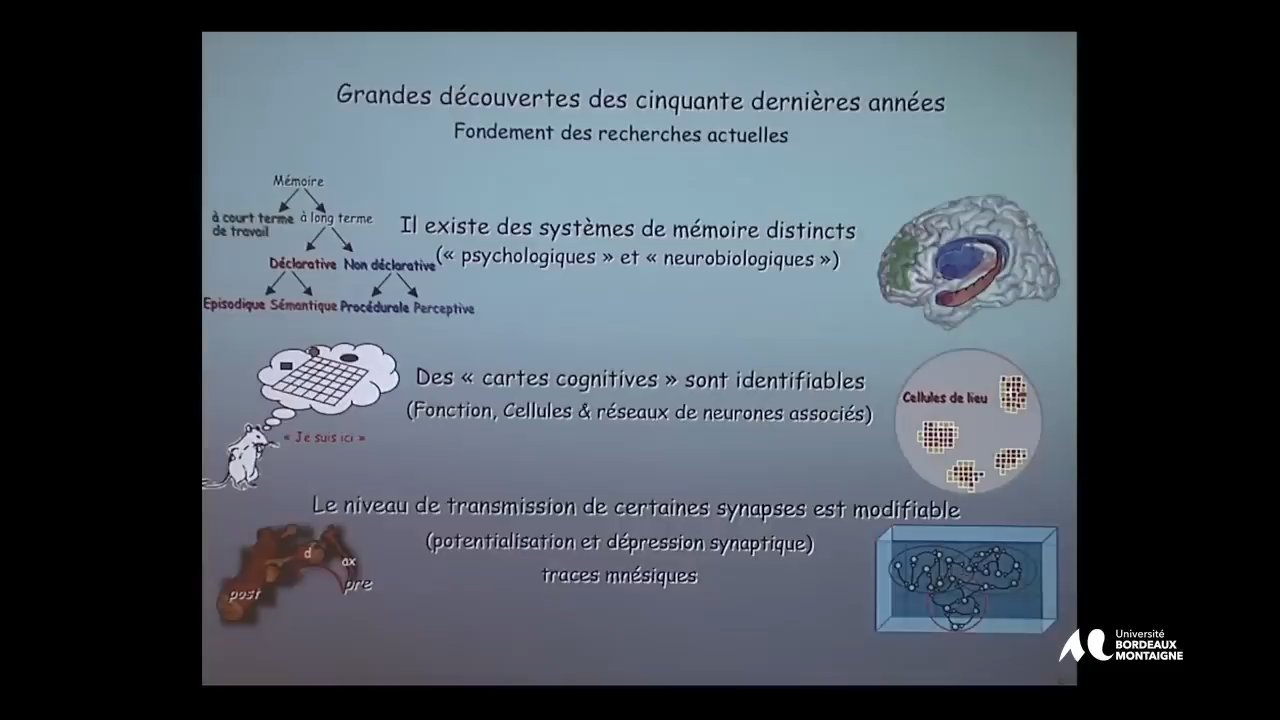 Grandes découvertes des cinquante dernières années
Fondement des recherches actuelles
Mémoire
à court terme à long terme
de travail
Déclarative Non déclarative
Episodique Sémantique Procédurale Perceptive
Il existe des systèmes de mémoire distincts
(« psychologiques » et « neurobiologiques »)
Des « cartes cognitives » sont identifiables
(Fonction, Cellules & réseaux de neurones associés)
« Je suis ici »
Cellules de lieu
Le niveau de transmission de certaines synapses est modifiable
(potentialisation et dépression synaptique)
traces mnésiques
d
ax
pre
post
Université
BORDEAUX
MONTAIGNE